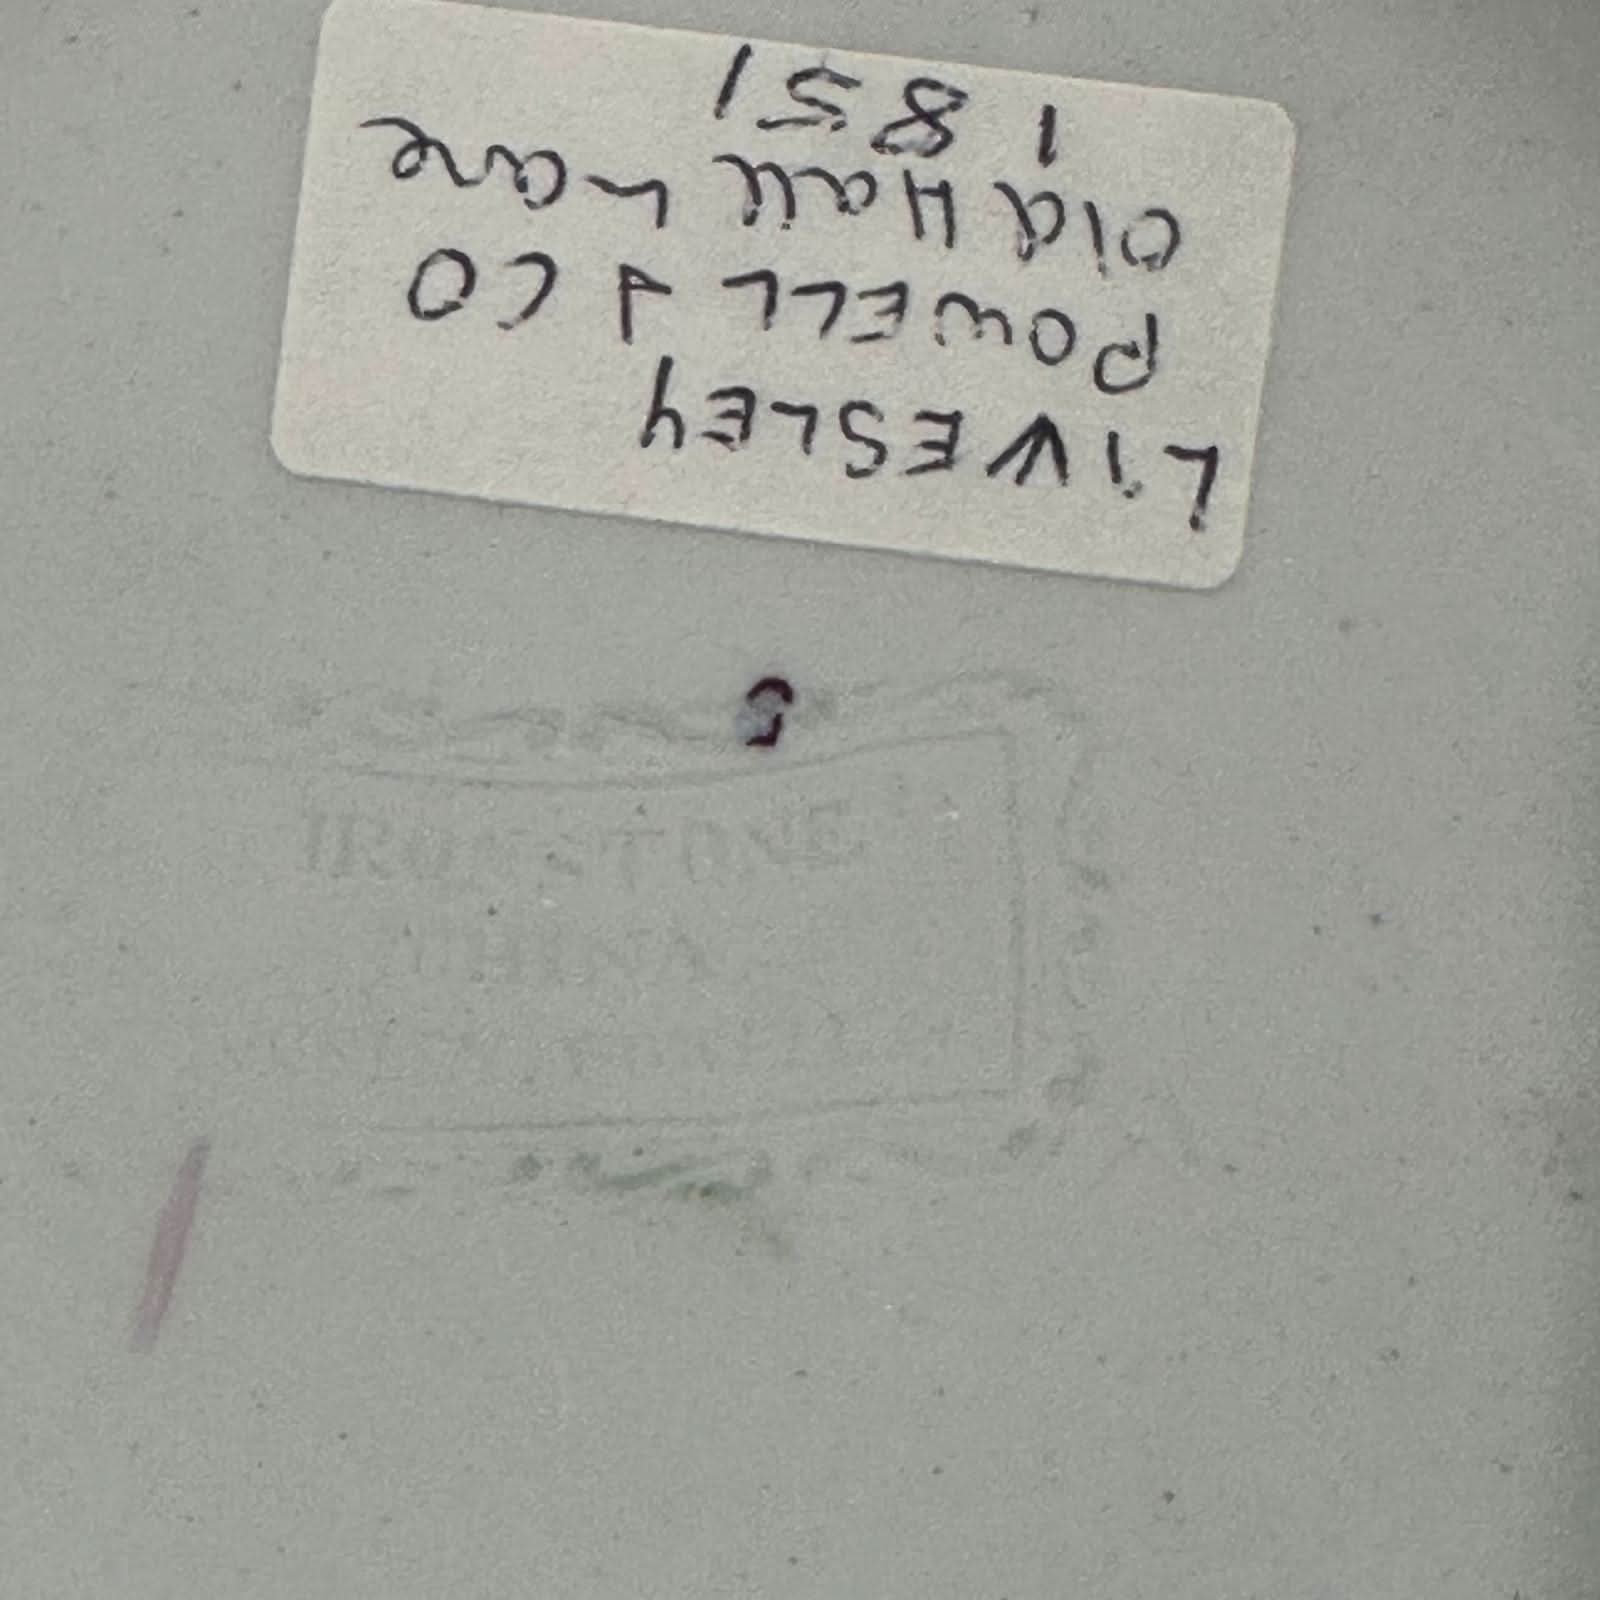 LIVESLEY
POWELL & CO
Old Hall Lane
1851
IRONSTONE
CHINA